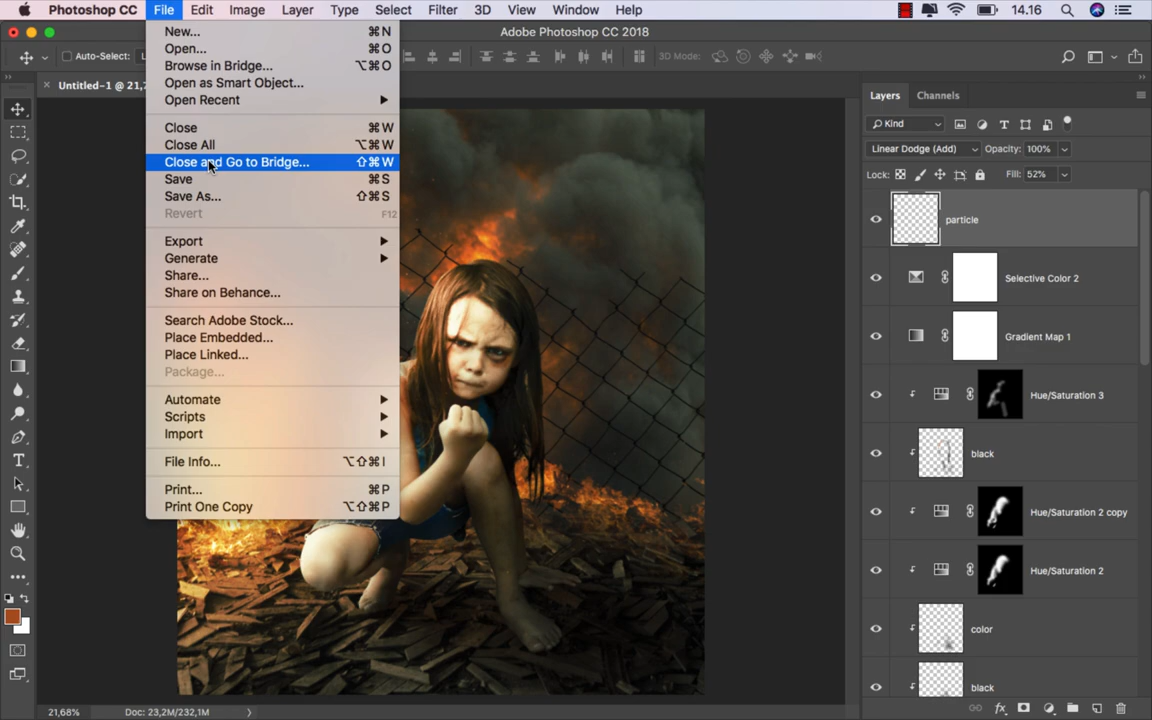 Photoshop CC File Edit Image Layer Type Select Filter 3D View Window Help 14.16
Adobe Photoshop CC 2018
Auto-Select: 3D Mode:
× Untitled-1 @ 21,7
New... ⌘N
Open... ⌘O
Browse in Bridge... ⌥⌘O
Open as Smart Object...
Open Recent
Close ⌘W
Close All ⌥⌘W
Close and Go to Bridge... ⇧⌘W
Save ⌘S
Save As... ⇧⌘S
Revert F12
Export
Generate
Share...
Share on Behance...
Search Adobe Stock...
Place Embedded...
Place Linked...
Package...
Automate
Scripts
Import
File Info... ⌥⇧⌘I
Print... ⌘P
Print One Copy ⌥⇧⌘P
Layers Channels
Kind
Linear Dodge (Add) Opacity: 100%
Lock: Fill: 52%
particle
Selective Color 2
Gradient Map 1
Hue/Saturation 3
black
Hue/Saturation 2 copy
Hue/Saturation 2
color
black
21,68% Doc: 23,2M/232,1M